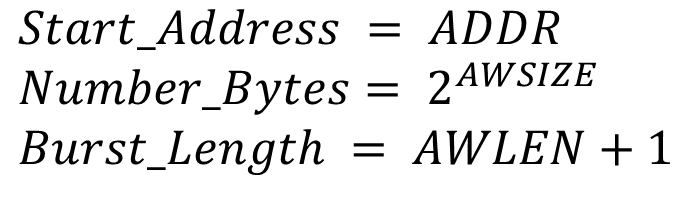 Start_Address = ADDR
Number_Bytes = 2^AWSIZE
Burst_Length = AWLEN + 1